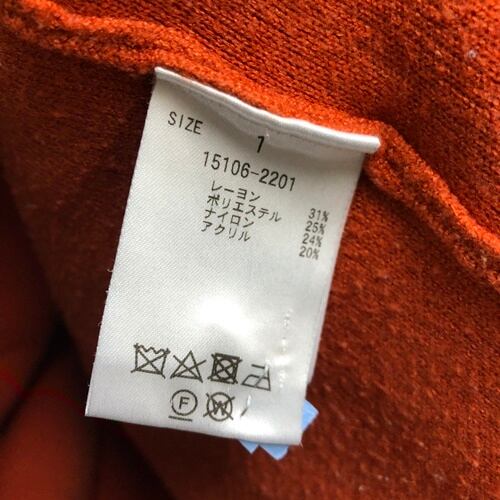 SIZE 1
15106-2201
レーヨン 31%
ポリエステル 25%
ナイロン 24%
アクリル 20%
F W